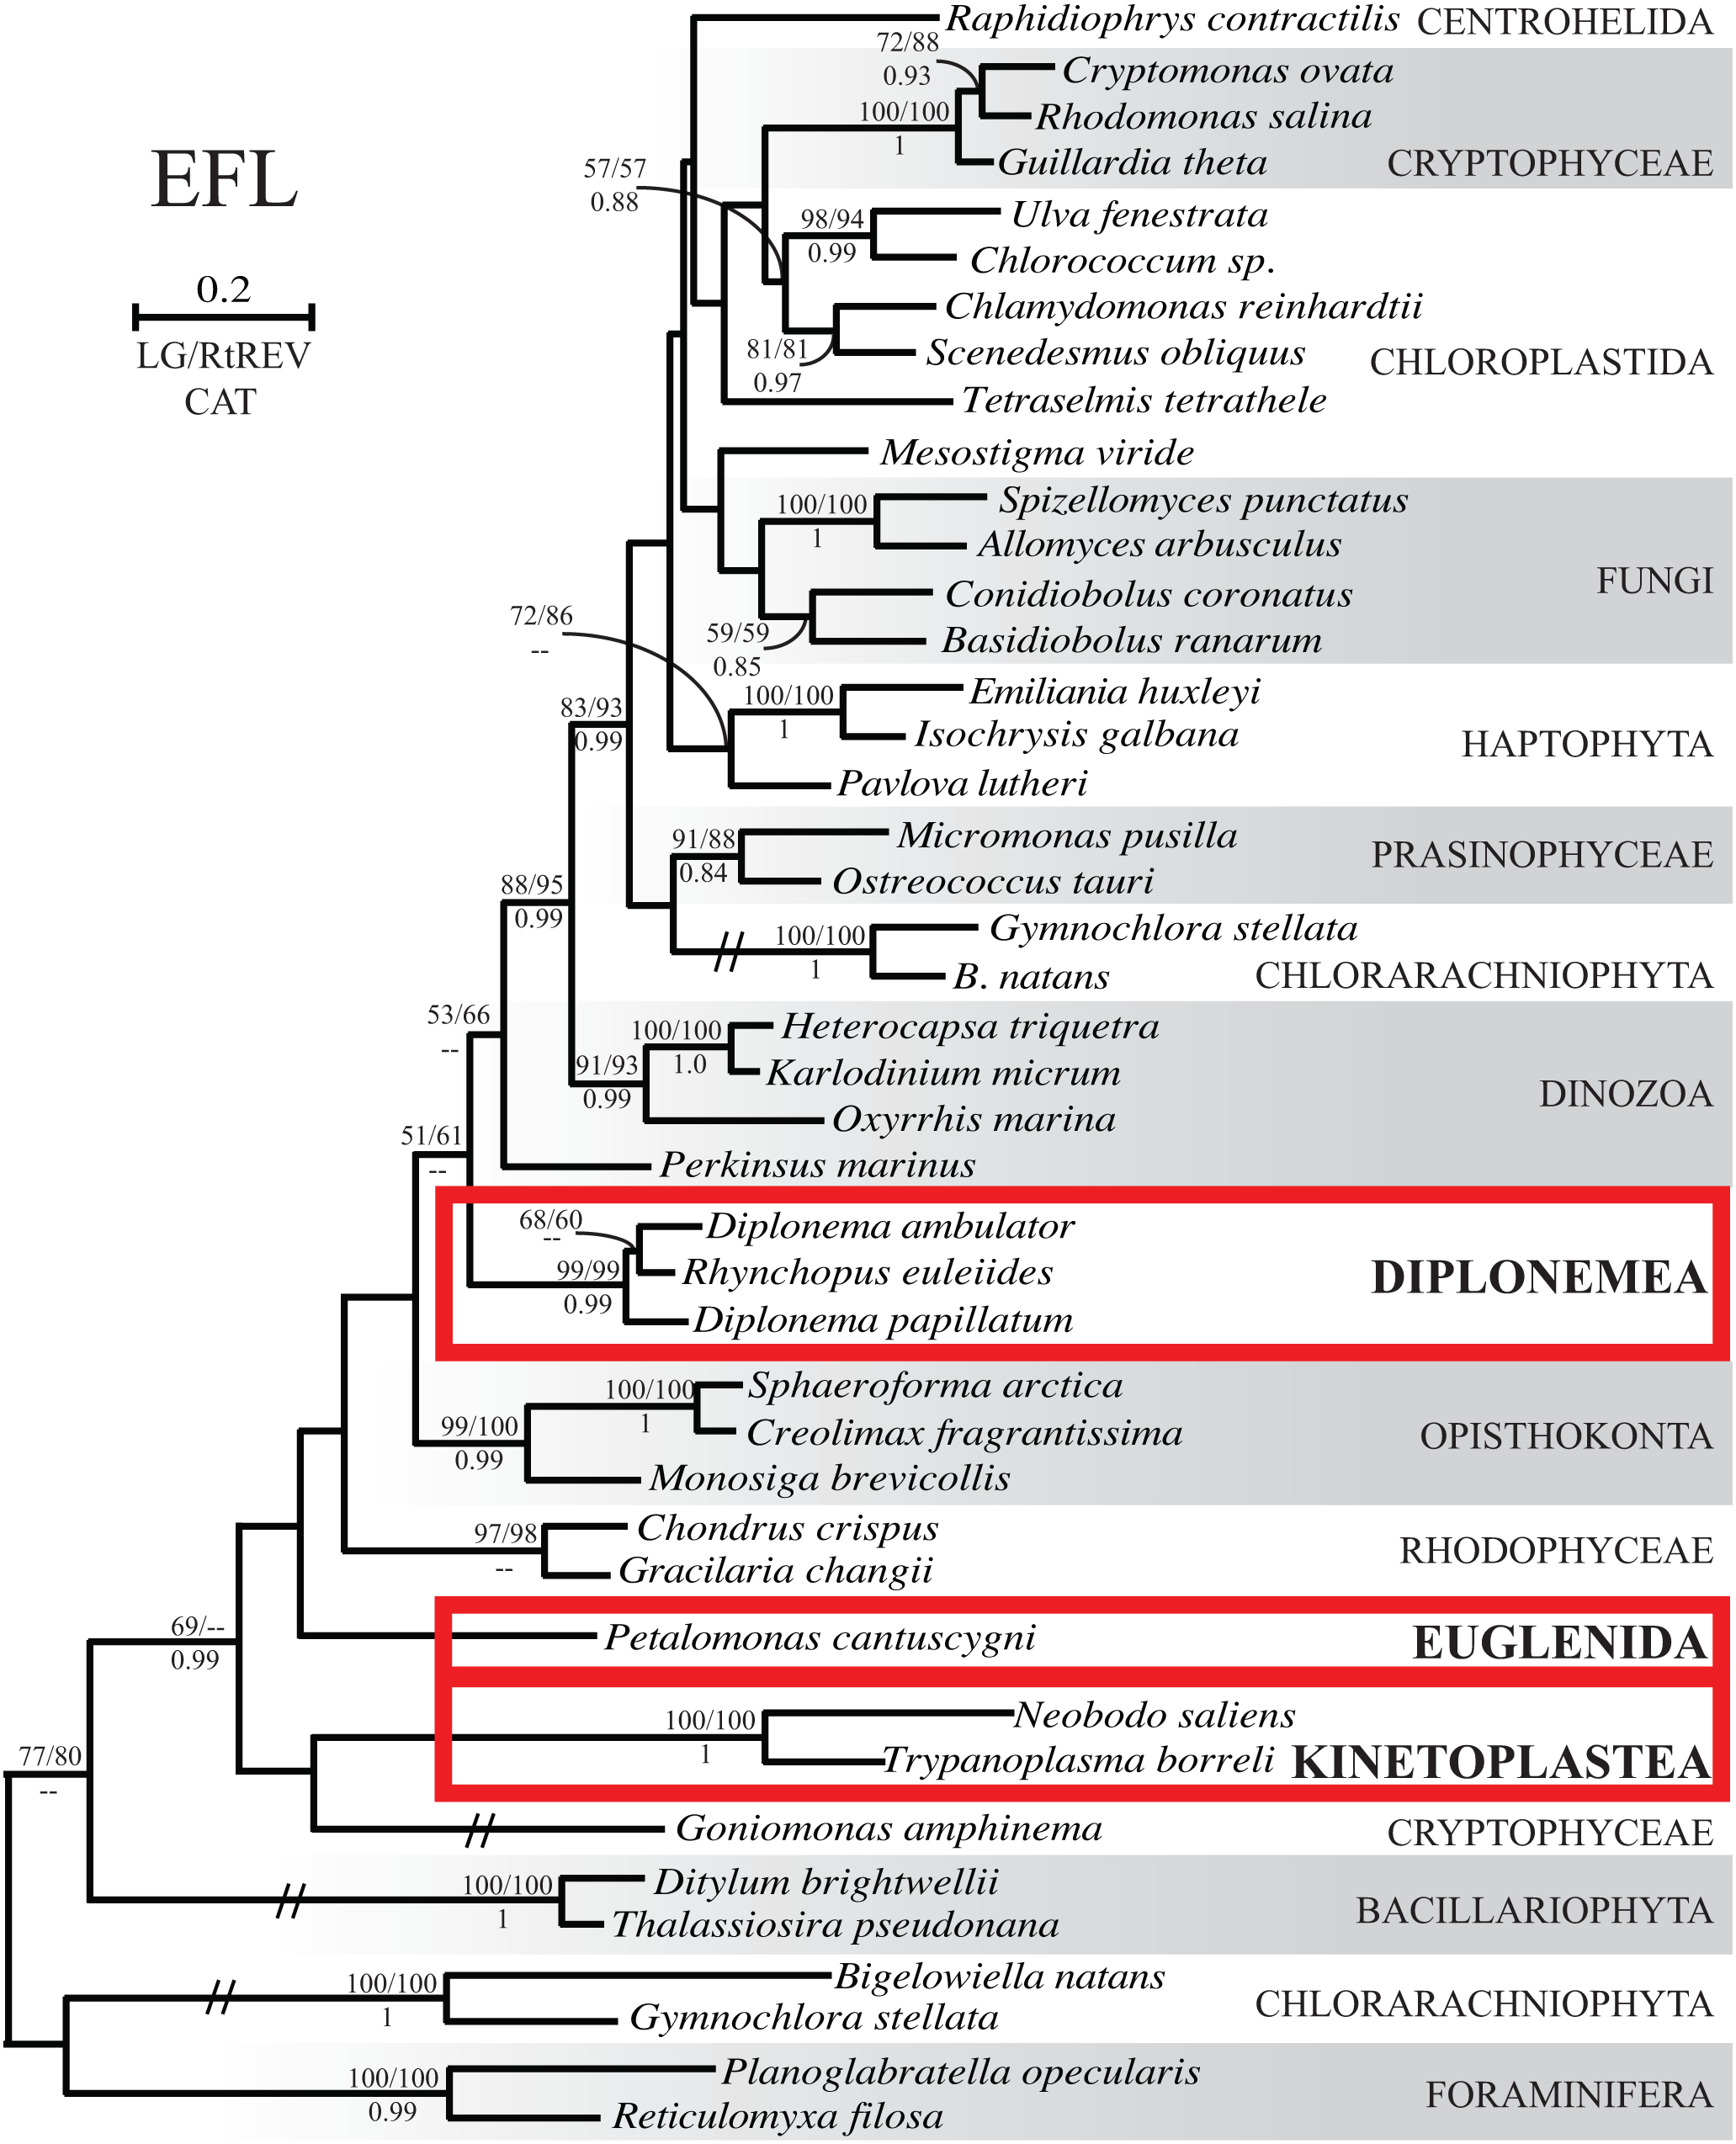 EFL
0.2
LG/RtREV
CAT
Raphidiophrys contractilis CENTROHELIDA
72/88
0.93
Cryptomonas ovata
Rhodomonas salina
100/100
1
Guillardia theta CRYPTOPHYCEAE
57/57
0.88
Ulva fenestrata
98/94
0.99
Chlorococcum sp.
Chlamydomonas reinhardtii
81/81
0.97
Scenedesmus obliquus
CHLOROPLASTIDA
Tetraselmis tetrathele
Mesostigma viride
Spizellomyces punctatus
100/100
1
Allomyces arbusculus
FUNGI
Conidiobolus coronatus
59/59
0.85
Basidiobolus ranarum
72/86
--
Emiliania huxleyi
100/100
1
Isochrysis galbana
HAPTOPHYTA
83/93
0.99
Pavlova lutheri
Micromonas pusilla
91/88
0.84
PRASINOPHYCEAE
Ostreococcus tauri
88/95
0.99
Gymnochlora stellata
100/100
1
B. natans
CHLORARACHNIOPHYTA
53/66
--
Heterocapsa triquetra
100/100
1.0
Karlodinium micrum
91/93
0.99
DINOZOA
Oxyrrhis marina
51/61
--
Perkinsus marinus
68/60
--
Diplonema ambulator
Rhynchopus euleiides
DIPLONEMEA
99/99
0.99
Diplonema papillatum
Sphaeroforma arctica
100/100
1
Creolimax fragrantissima
OPISTHOKONTA
99/100
0.99
Monosiga brevicollis
Chondrus crispus
97/98
--
RHODOPHYCEAE
Gracilaria changii
69/--
0.99
Petalomonas cantuscygni EUGLENIDA
Neobodo saliens
100/100
1
Trypanoplasma borreli KINETOPLASTEA
77/80
--
Goniomonas amphinema CRYPTOPHYCEAE
Ditylum brightwellii
100/100
1
BACILLARIOPHYTA
Thalassiosira pseudonana
Bigelowiella natans
100/100
1
CHLORARACHNIOPHYTA
Gymnochlora stellata
Planoglabratella opecularis
100/100
0.99
FORAMINIFERA
Reticulomyxa filosa